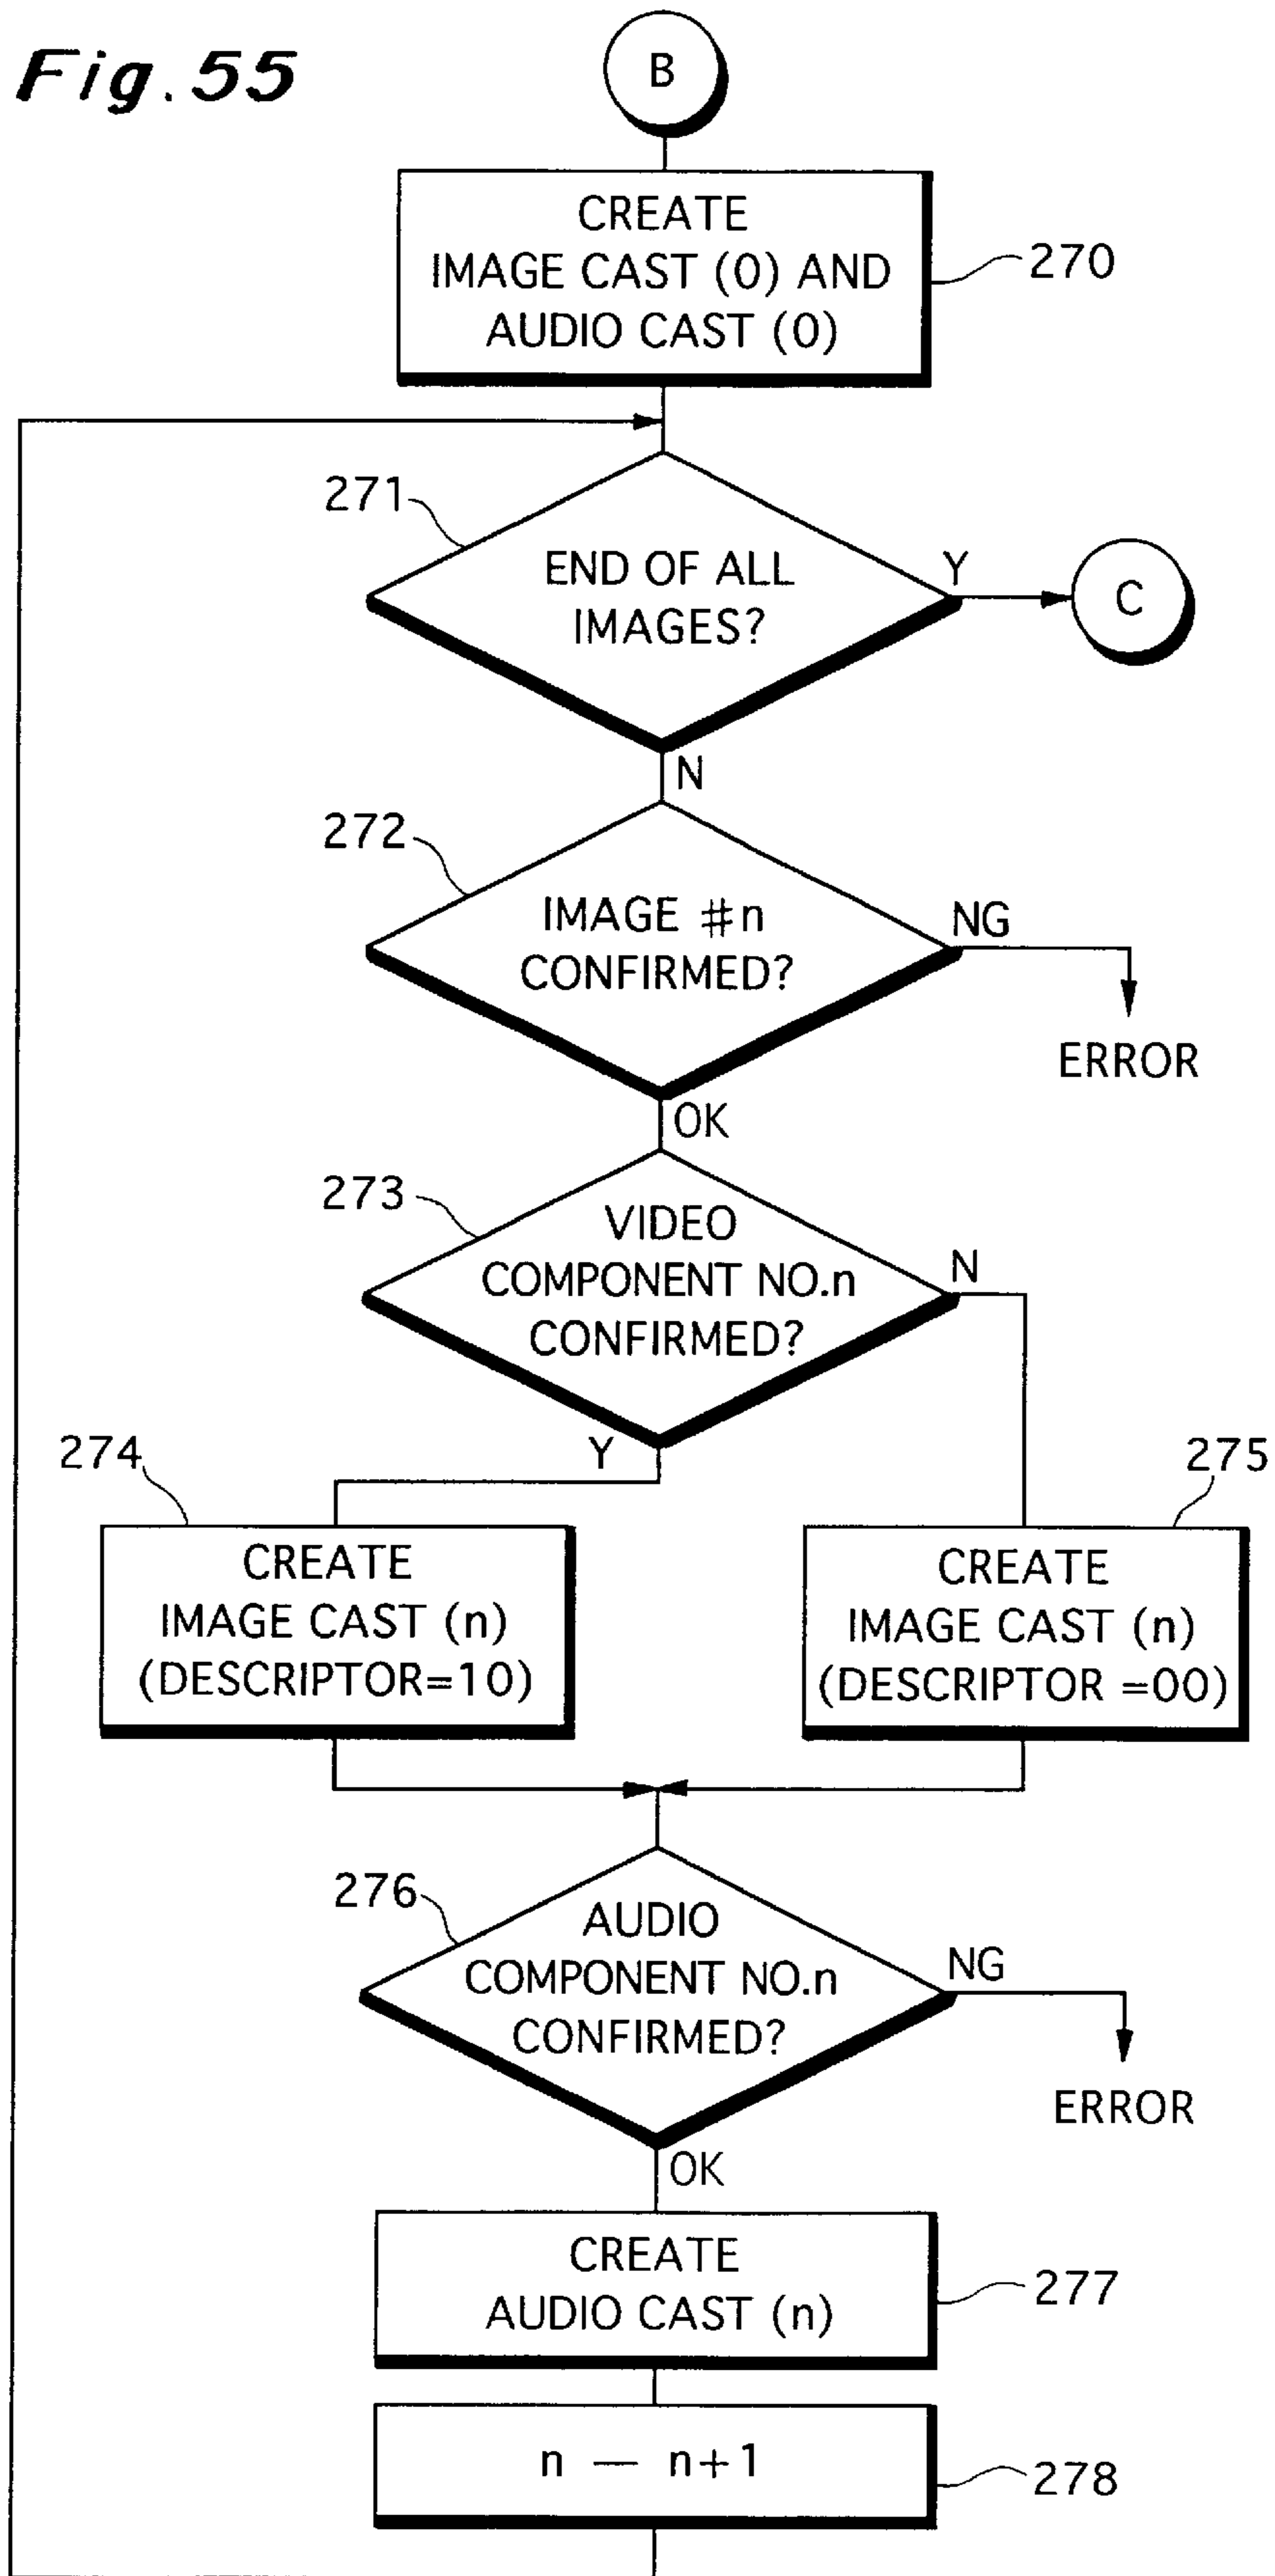 Fig.55
B
CREATE
IMAGE CAST (0) AND
AUDIO CAST (0)
270
271
END OF ALL
IMAGES?
Y
C
N
272
IMAGE #n
CONFIRMED?
NG
ERROR
OK
273
VIDEO
COMPONENT NO.n
CONFIRMED?
N
Y
274
CREATE
IMAGE CAST (n)
(DESCRIPTOR=10)
275
CREATE
IMAGE CAST (n)
(DESCRIPTOR =00)
276
AUDIO
COMPONENT NO.n
CONFIRMED?
NG
ERROR
OK
CREATE
AUDIO CAST (n)
277
n — n+1
278